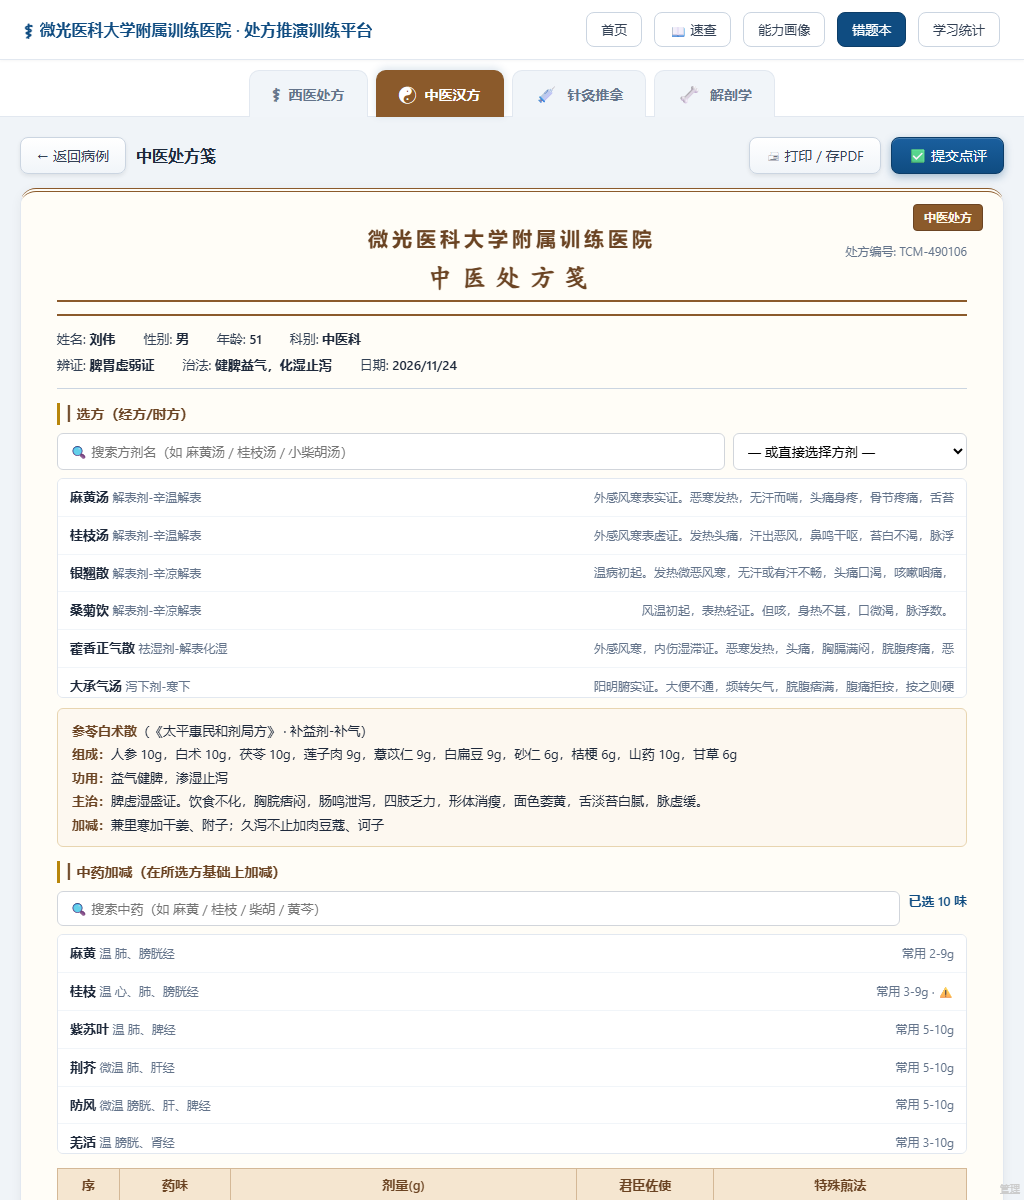 微光医科大学附属训练医院 · 处方推演训练平台
首页
速查
能力画像
错题本
学习统计
西医处方
中医汉方
针灸推拿
解剖学
← 返回病例
中医处方笺
打印 / 存PDF
提交点评
中医处方
微光医科大学附属训练医院
处方编号: TCM-490106
中医处方笺
姓名: 刘伟 性别: 男 年龄: 51 科别: 中医科
辨证: 脾胃虚弱证 治法: 健脾益气，化湿止泻 日期: 2026/11/24
选方（经方/时方）
搜索方剂名（如 麻黄汤 / 桂枝汤 / 小柴胡汤）
— 或直接选择方剂 —
麻黄汤 解表剂-辛温解表 外感风寒表实证。恶寒发热，无汗而喘，头痛身疼，骨节疼痛，舌苔
桂枝汤 解表剂-辛温解表 外感风寒表虚证。发热头痛，汗出恶风，鼻鸣干呕，苔白不渴，脉浮
银翘散 解表剂-辛凉解表 温病初起。发热微恶风寒，无汗或有汗不畅，头痛口渴，咳嗽咽痛，
桑菊饮 解表剂-辛凉解表 风温初起，表热轻证。但咳，身热不甚，口微渴，脉浮数。
藿香正气散 祛湿剂-解表化湿 外感风寒，内伤湿滞证。恶寒发热，头痛，胸膈满闷，脘腹疼痛，恶
大承气汤 泻下剂-寒下 阳明腑实证。大便不通，频转矢气，脘腹痞满，腹痛拒按，按之则硬
参苓白术散（《太平惠民和剂局方》 · 补益剂-补气）
组成：人参 10g，白术 10g，茯苓 10g，莲子肉 9g，薏苡仁 9g，白扁豆 9g，砂仁 6g，桔梗 6g，山药 10g，甘草 6g
功用：益气健脾，渗湿止泻
主治：脾虚湿盛证。饮食不化，胸脘痞闷，肠鸣泄泻，四肢乏力，形体消瘦，面色萎黄，舌淡苔白腻，脉虚缓。
加减：兼里寒加干姜、附子；久泻不止加肉豆蔻、诃子
中药加减（在所选方基础上加减）
搜索中药（如 麻黄 / 桂枝 / 柴胡 / 黄芩）
已选 10 味
麻黄 温 肺、膀胱经 常用 2-9g
桂枝 温 心、肺、膀胱经 常用 3-9g ·
紫苏叶 温 肺、脾经 常用 5-10g
荆芥 微温 肺、肝经 常用 5-10g
防风 微温 膀胱、肝、脾经 常用 5-10g
羌活 温 膀胱、肾经 常用 3-10g
序 药味 剂量(g) 君臣佐使 特殊煎法
管理